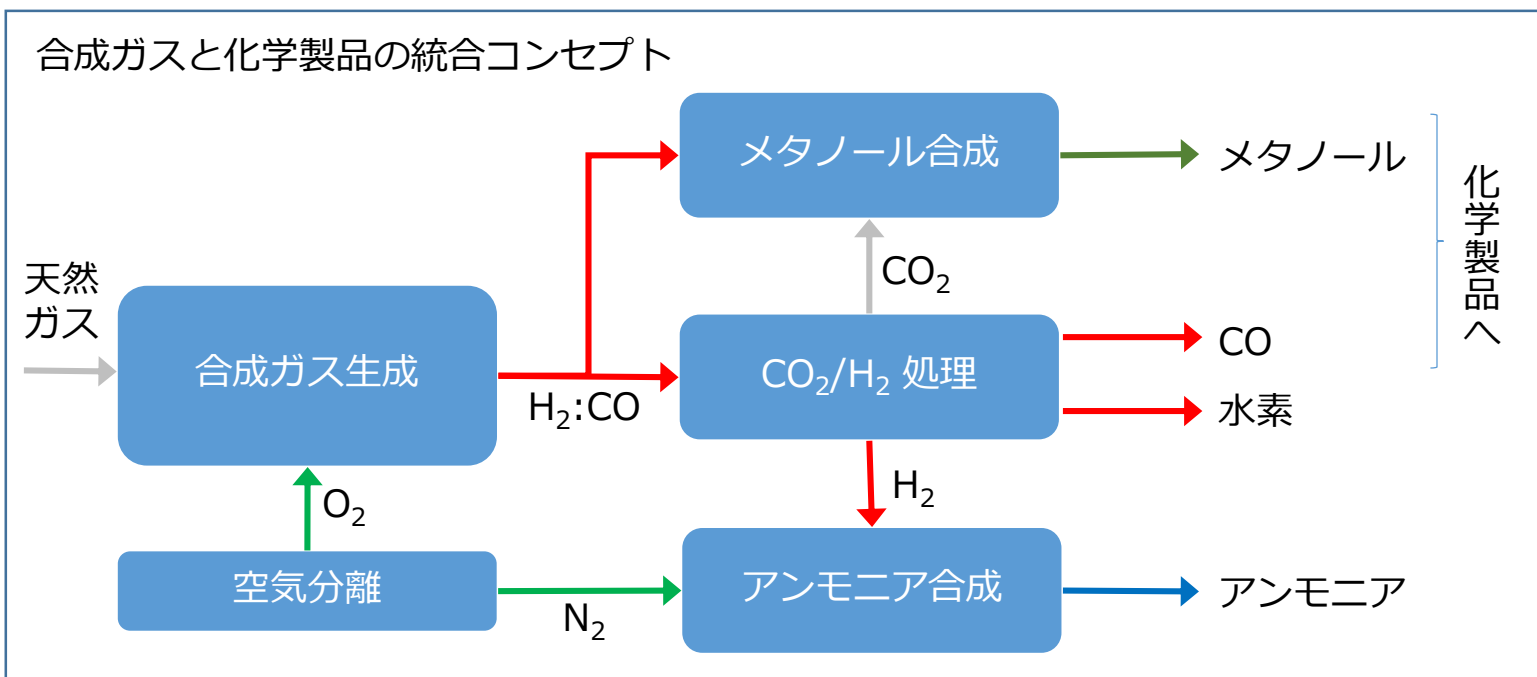 合成ガスと化学製品の統合コンセプト
メタノール合成
メタノール
化学製品へ
天然
ガス
CO₂
合成ガス生成
H₂:CO
CO₂/H₂ 処理
CO
水素
O₂
H₂
空気分離
N₂
アンモニア合成
アンモニア